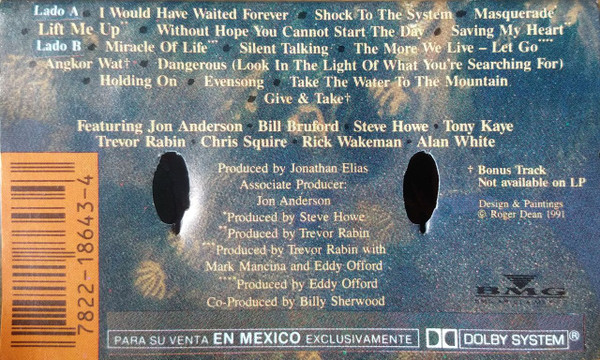 Lado A • I Would Have Waited Forever • Shock To The System • Masquerade*
Lift Me Up** • Without Hope You Cannot Start The Day • Saving My Heart**
Lado B • Miracle Of Life*** • Silent Talking • The More We Live – Let Go****
Angkor Wat† • Dangerous (Look In The Light Of What You're Searching For)
Holding On • Evensong • Take The Water To The Mountain
Give & Take†
Featuring Jon Anderson • Bill Bruford • Steve Howe • Tony Kaye
Trevor Rabin • Chris Squire • Rick Wakeman • Alan White
Produced by Jonathan Elias
Associate Producer:
Jon Anderson
*Produced by Steve Howe
**Produced by Trevor Rabin
***Produced by Trevor Rabin with
Mark Mancina and Eddy Offord
****Produced by Eddy Offord
Co-Produced by Billy Sherwood
† Bonus Track
Not available on LP
Design & Paintings
© Roger Dean 1991
BMG
7822-18643-4
PARA SU VENTA EN MEXICO EXCLUSIVAMENTE
DOLBY SYSTEM®